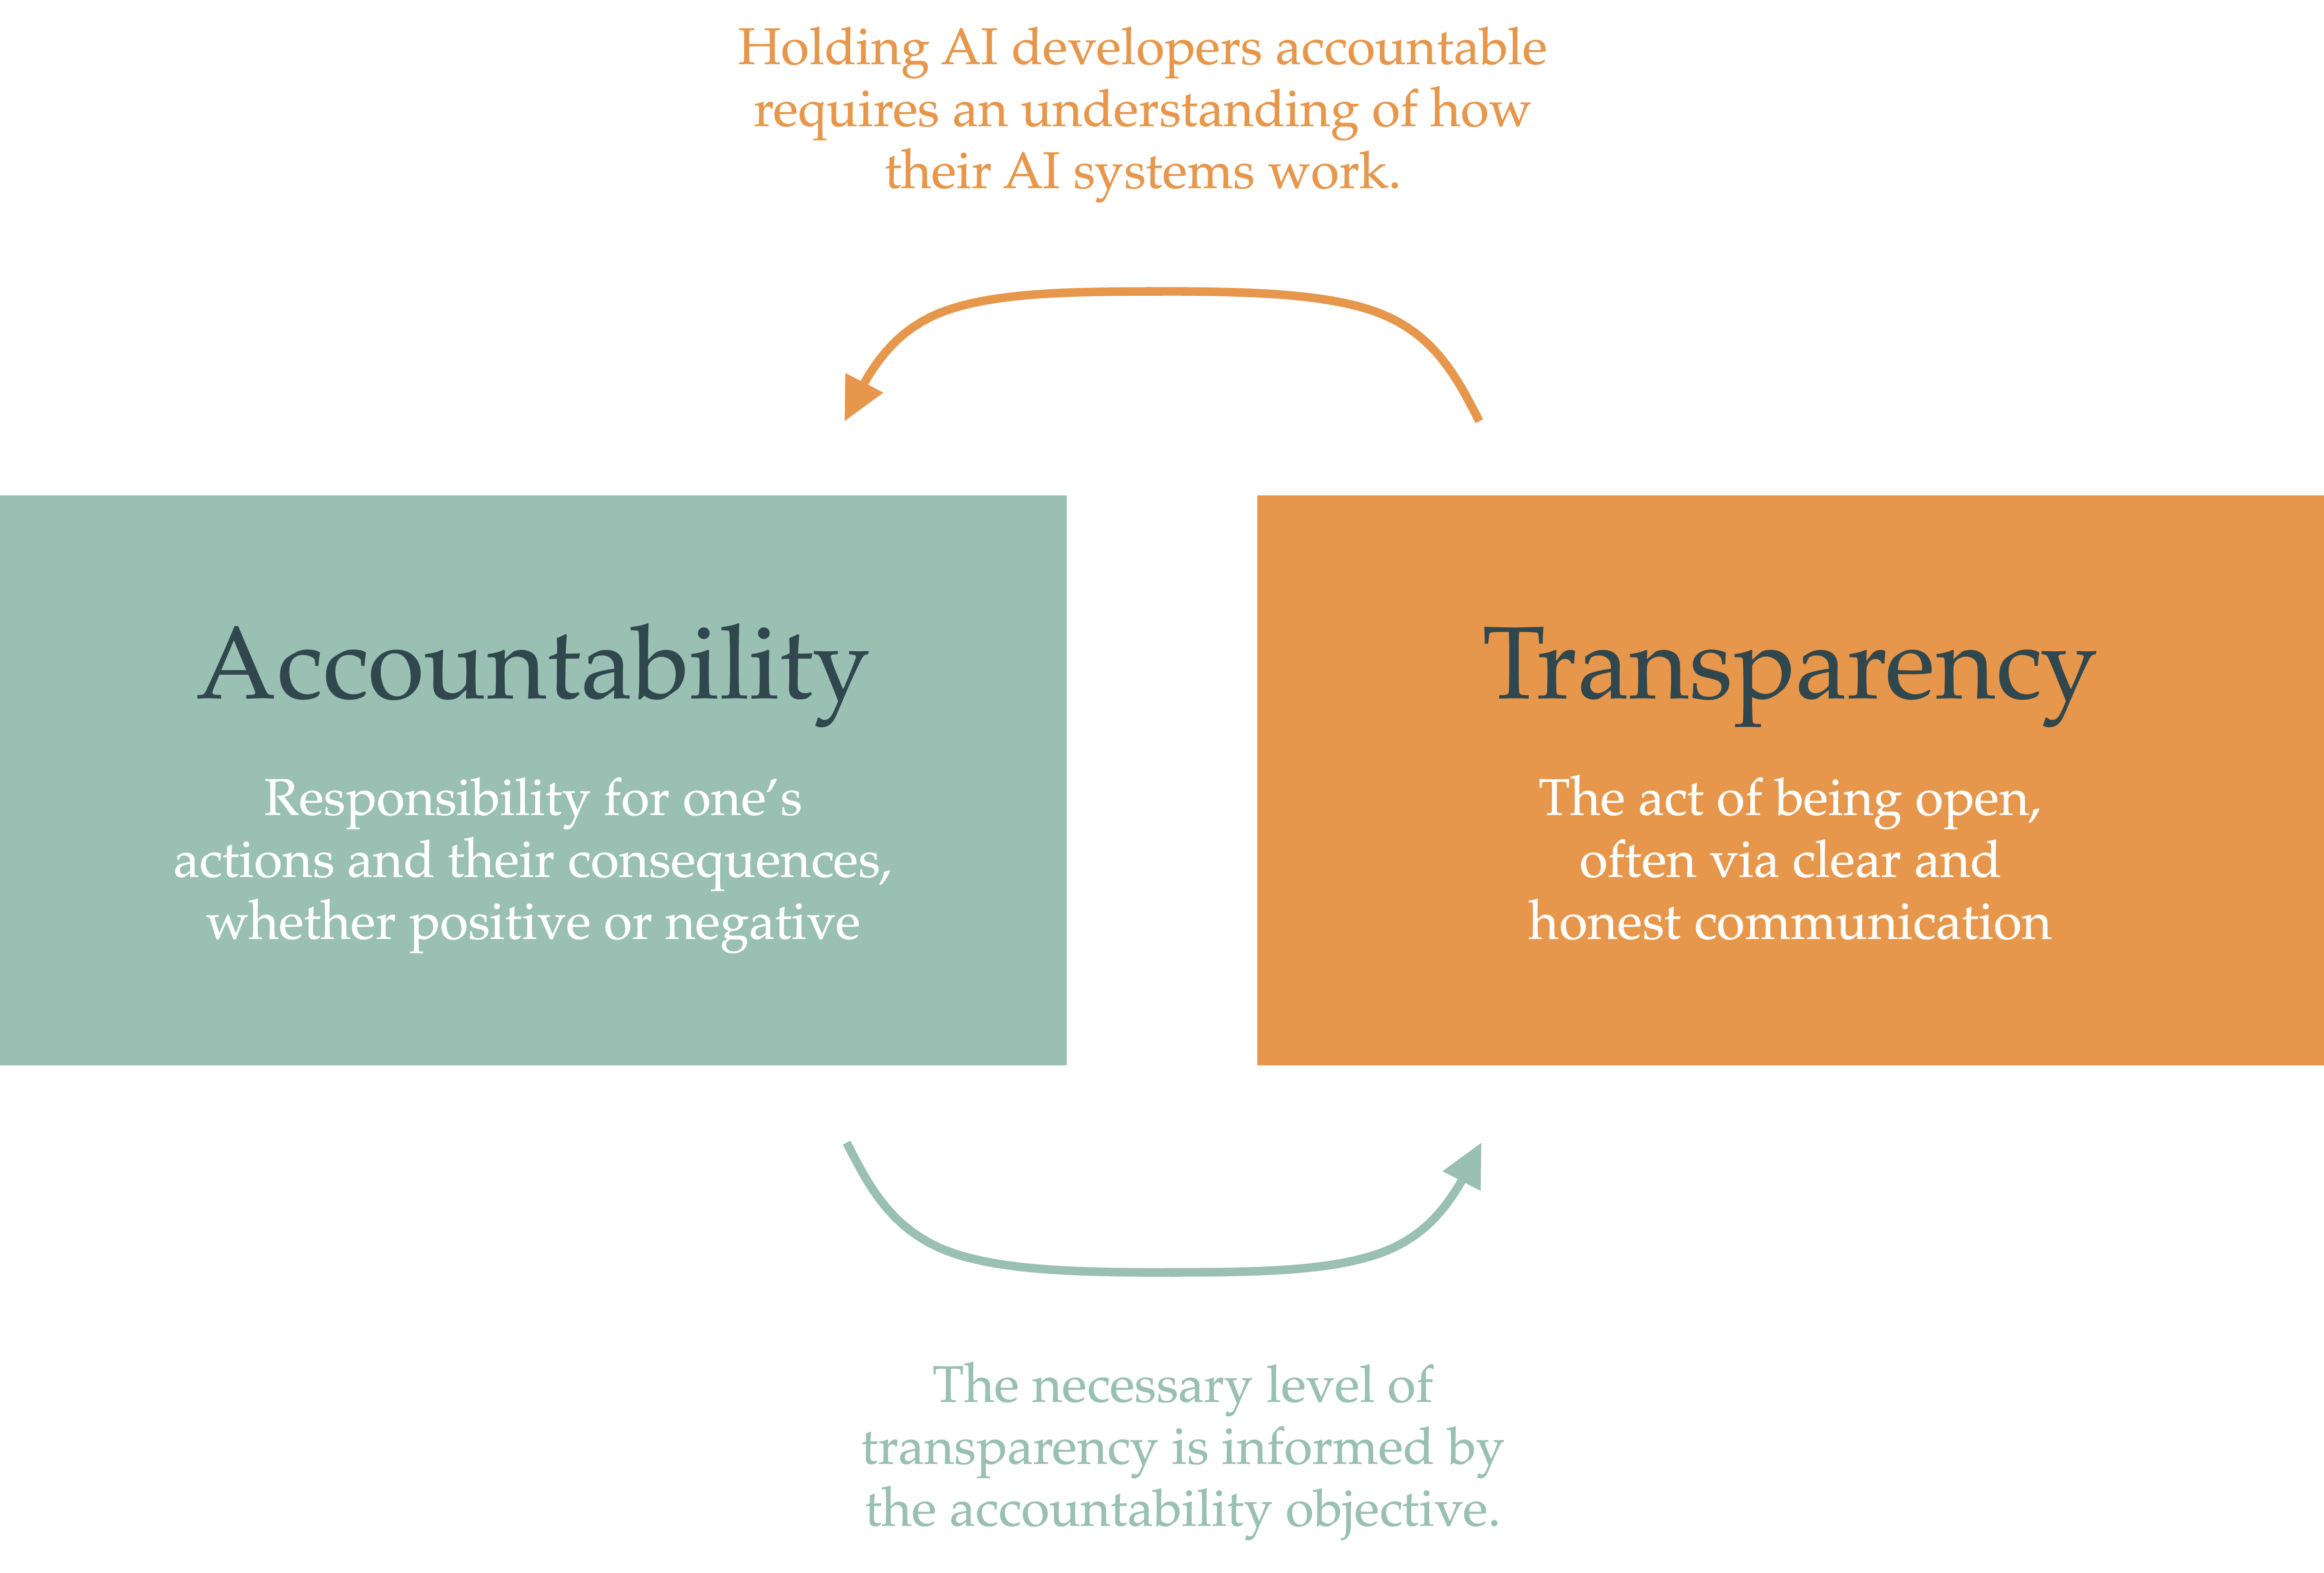 Holding AI developers accountable
requires an understanding of how
their AI systems work.
Accountability
Responsibility for one's
actions and their consequences,
whether positive or negative
Transparency
The act of being open,
often via clear and
honest communication
The necessary level of
transparency is informed by
the accountability objective.